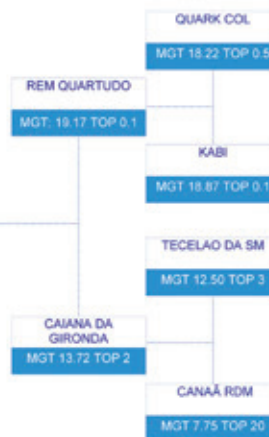 QUARK COL
MGT 18.22 TOP 0.5
REM QUARTUDO
MGT: 19.17 TOP 0.1
KABI
MGT 18.87 TOP 0.1
TECELAO DA SM
MGT 12.50 TOP 3
CAIANA DA
GIRONDA
MGT 13.72 TOP 2
CANAÃ RDM
MGT 7.75 TOP 20